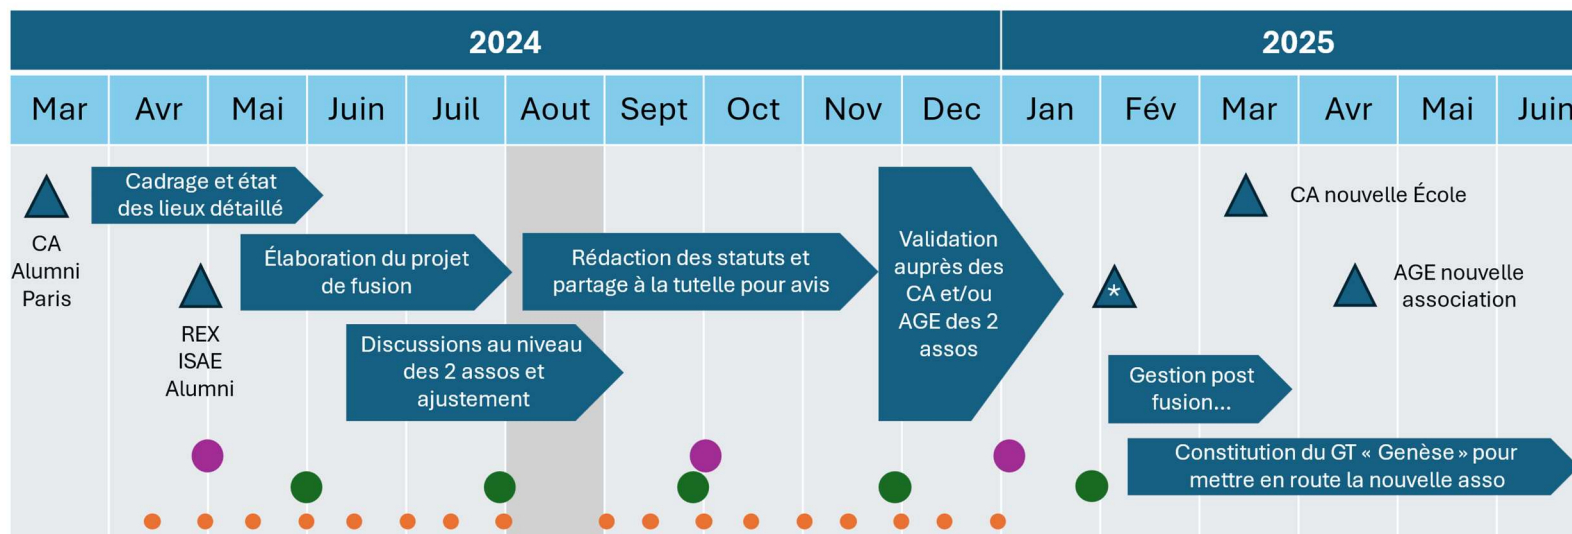 2024
2025
Mar
Avr
Mai
Juin
Juil
Aout
Sept
Oct
Nov
Dec
Jan
Fév
Mar
Avr
Mai
Juin
CA
Alumni
Paris
Cadrage et état
des lieux détaillé
REX
ISAE
Alumni
Élaboration du projet
de fusion
Discussions au niveau
des 2 assos et
ajustement
Rédaction des statuts et
partage à la tutelle pour avis
Validation
auprès des
CA et/ou
AGE des 2
assos
*
CA nouvelle École
AGE nouvelle
association
Gestion post
fusion...
Constitution du GT « Genèse » pour
mettre en route la nouvelle asso